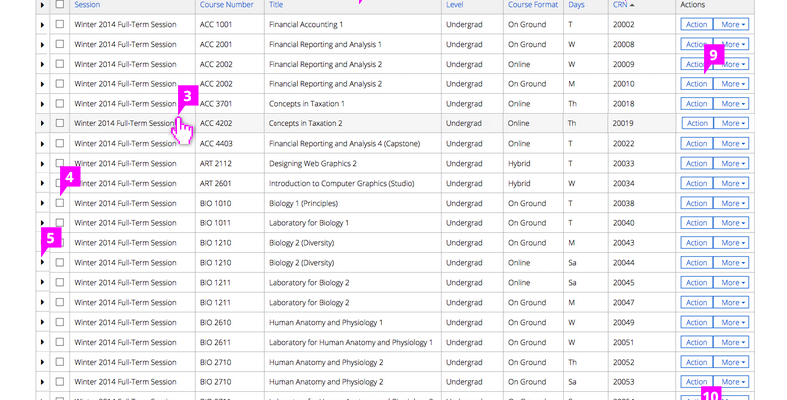 Session Course Number Title Level Course Format Days CRN Actions
Winter 2014 Full-Term Session ACC 1001 Financial Accounting 1 Undergrad On Ground T 20002 Action More
Winter 2014 Full-Term Session ACC 2001 Financial Reporting and Analysis 1 Undergrad On Ground W 20008 Action More
Winter 2014 Full-Term Session ACC 2002 Financial Reporting and Analysis 2 Undergrad Online W 20009 Action More
9
Winter 2014 Full-Term Session ACC 2002 Financial Reporting and Analysis 2 Undergrad On Ground M 20010 Action More
3
Winter 2014 Full-Term Session ACC 3701 Concepts in Taxation 1 Undergrad Online Th 20018 Action More
Winter 2014 Full-Term Session ACC 4202 Concepts in Taxation 2 Undergrad Online Th 20019 Action More
Winter 2014 Full-Term Session ACC 4403 Financial Reporting and Analysis 4 (Capstone) Undergrad Online T 20022 Action More
Winter 2014 Full-Term Session ART 2112 Designing Web Graphics 2 Undergrad Hybrid T 20033 Action More
4
Winter 2014 Full-Term Session ART 2601 Introduction to Computer Graphics (Studio) Undergrad Hybrid W 20034 Action More
Winter 2014 Full-Term Session BIO 1010 Biology 1 (Principles) Undergrad On Ground T 20038 Action More
Winter 2014 Full-Term Session BIO 1011 Laboratory for Biology 1 Undergrad On Ground T 20040 Action More
5
Winter 2014 Full-Term Session BIO 1210 Biology 2 (Diversity) Undergrad On Ground M 20043 Action More
Winter 2014 Full-Term Session BIO 1210 Biology 2 (Diversity) Undergrad Online Sa 20044 Action More
Winter 2014 Full-Term Session BIO 1211 Laboratory for Biology 2 Undergrad Online Sa 20045 Action More
Winter 2014 Full-Term Session BIO 1211 Laboratory for Biology 2 Undergrad On Ground M 20047 Action More
Winter 2014 Full-Term Session BIO 2610 Human Anatomy and Physiology 1 Undergrad On Ground W 20049 Action More
Winter 2014 Full-Term Session BIO 2611 Laboratory for Human Anatomy and Physiology 1 Undergrad On Ground W 20051 Action More
Winter 2014 Full-Term Session BIO 2710 Human Anatomy and Physiology 2 Undergrad On Ground Th 20052 Action More
Winter 2014 Full-Term Session BIO 2710 Human Anatomy and Physiology 2 Undergrad On Ground Sa 20053 Action More
10